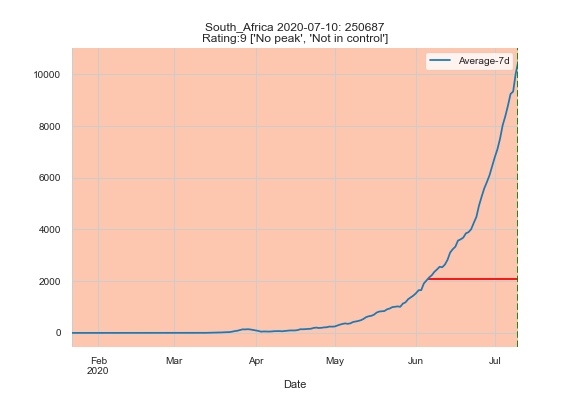 South_Africa 2020-07-10: 250687
Rating:9 ['No peak', 'Not in control']
Average-7d
10000
8000
6000
4000
2000
0
Feb Mar Apr May Jun Jul
2020
Date